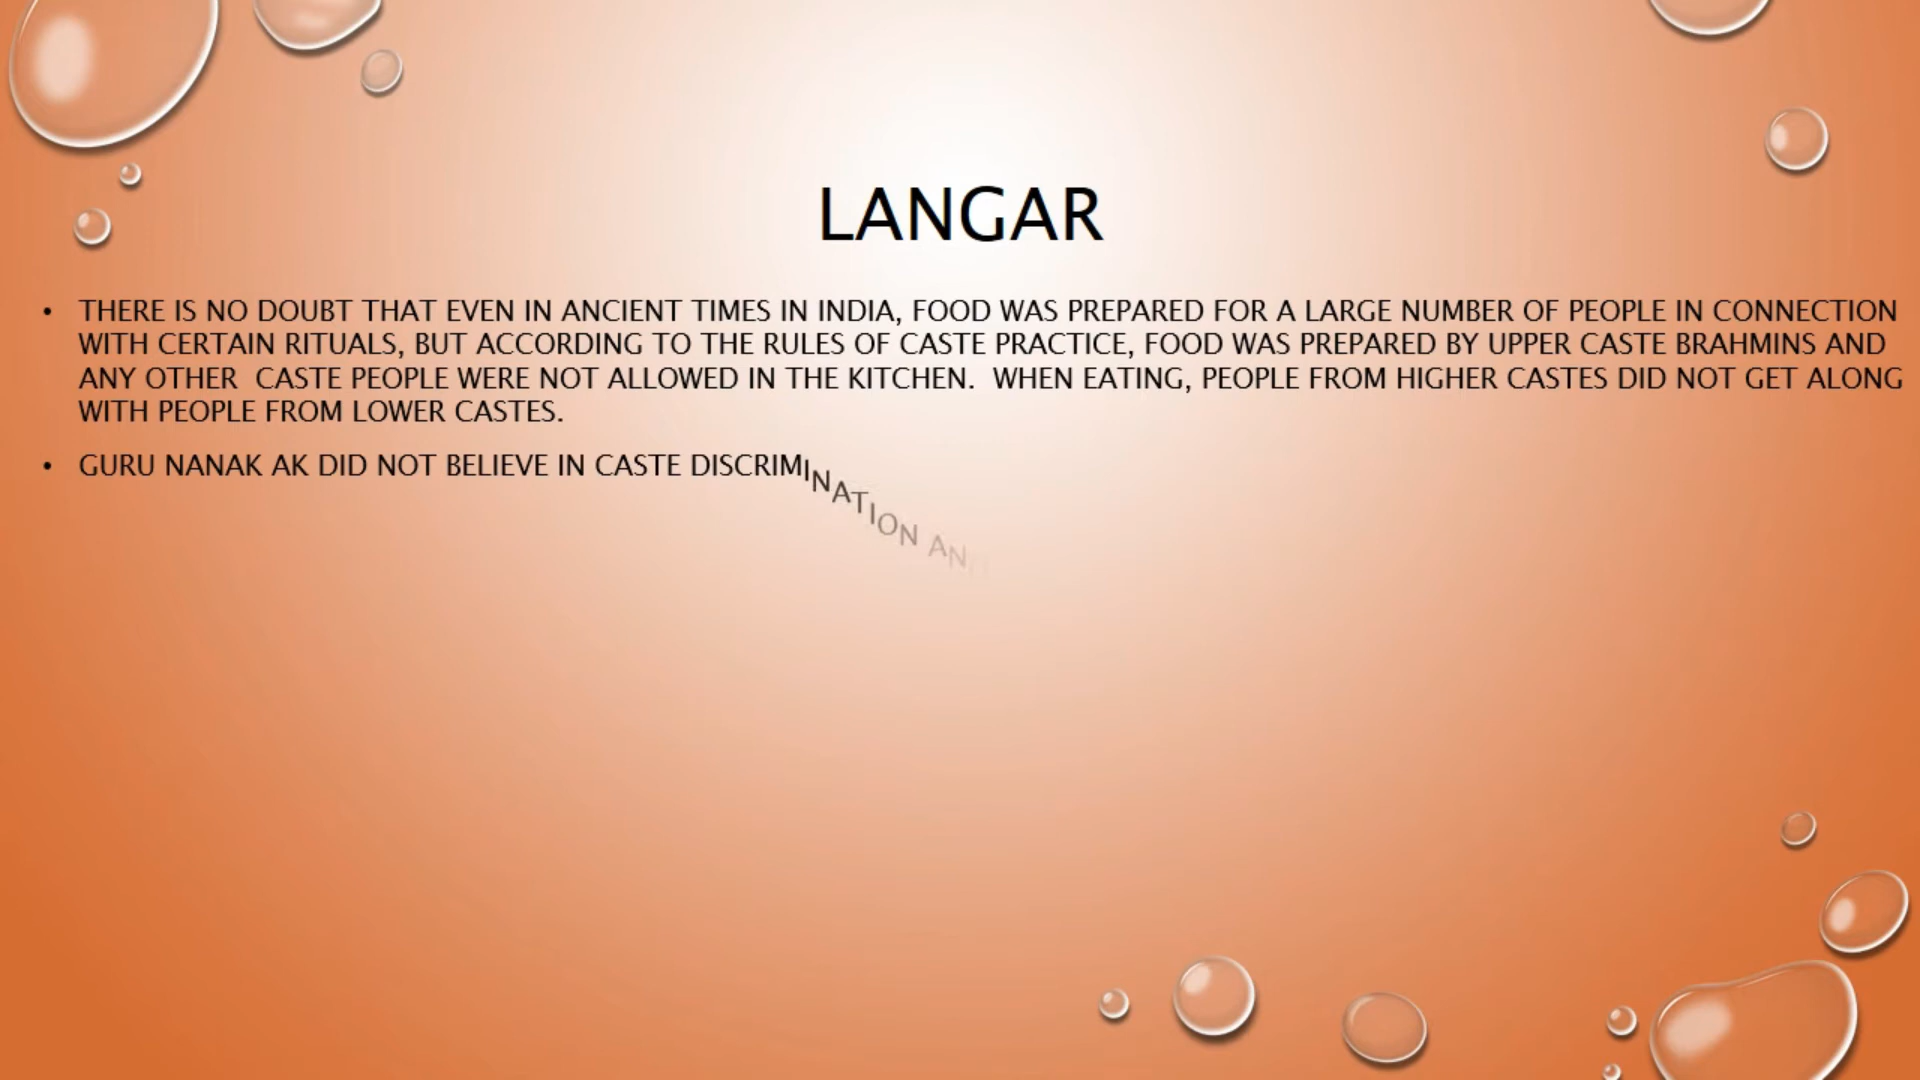 LANGAR
• THERE IS NO DOUBT THAT EVEN IN ANCIENT TIMES IN INDIA, FOOD WAS PREPARED FOR A LARGE NUMBER OF PEOPLE IN CONNECTION
WITH CERTAIN RITUALS, BUT ACCORDING TO THE RULES OF CASTE PRACTICE, FOOD WAS PREPARED BY UPPER CASTE BRAHMINS AND
ANY OTHER  CASTE PEOPLE WERE NOT ALLOWED IN THE KITCHEN.  WHEN EATING, PEOPLE FROM HIGHER CASTES DID NOT GET ALONG
WITH PEOPLE FROM LOWER CASTES.
• GURU NANAK AK DID NOT BELIEVE IN CASTE DISCRIMINATION AND